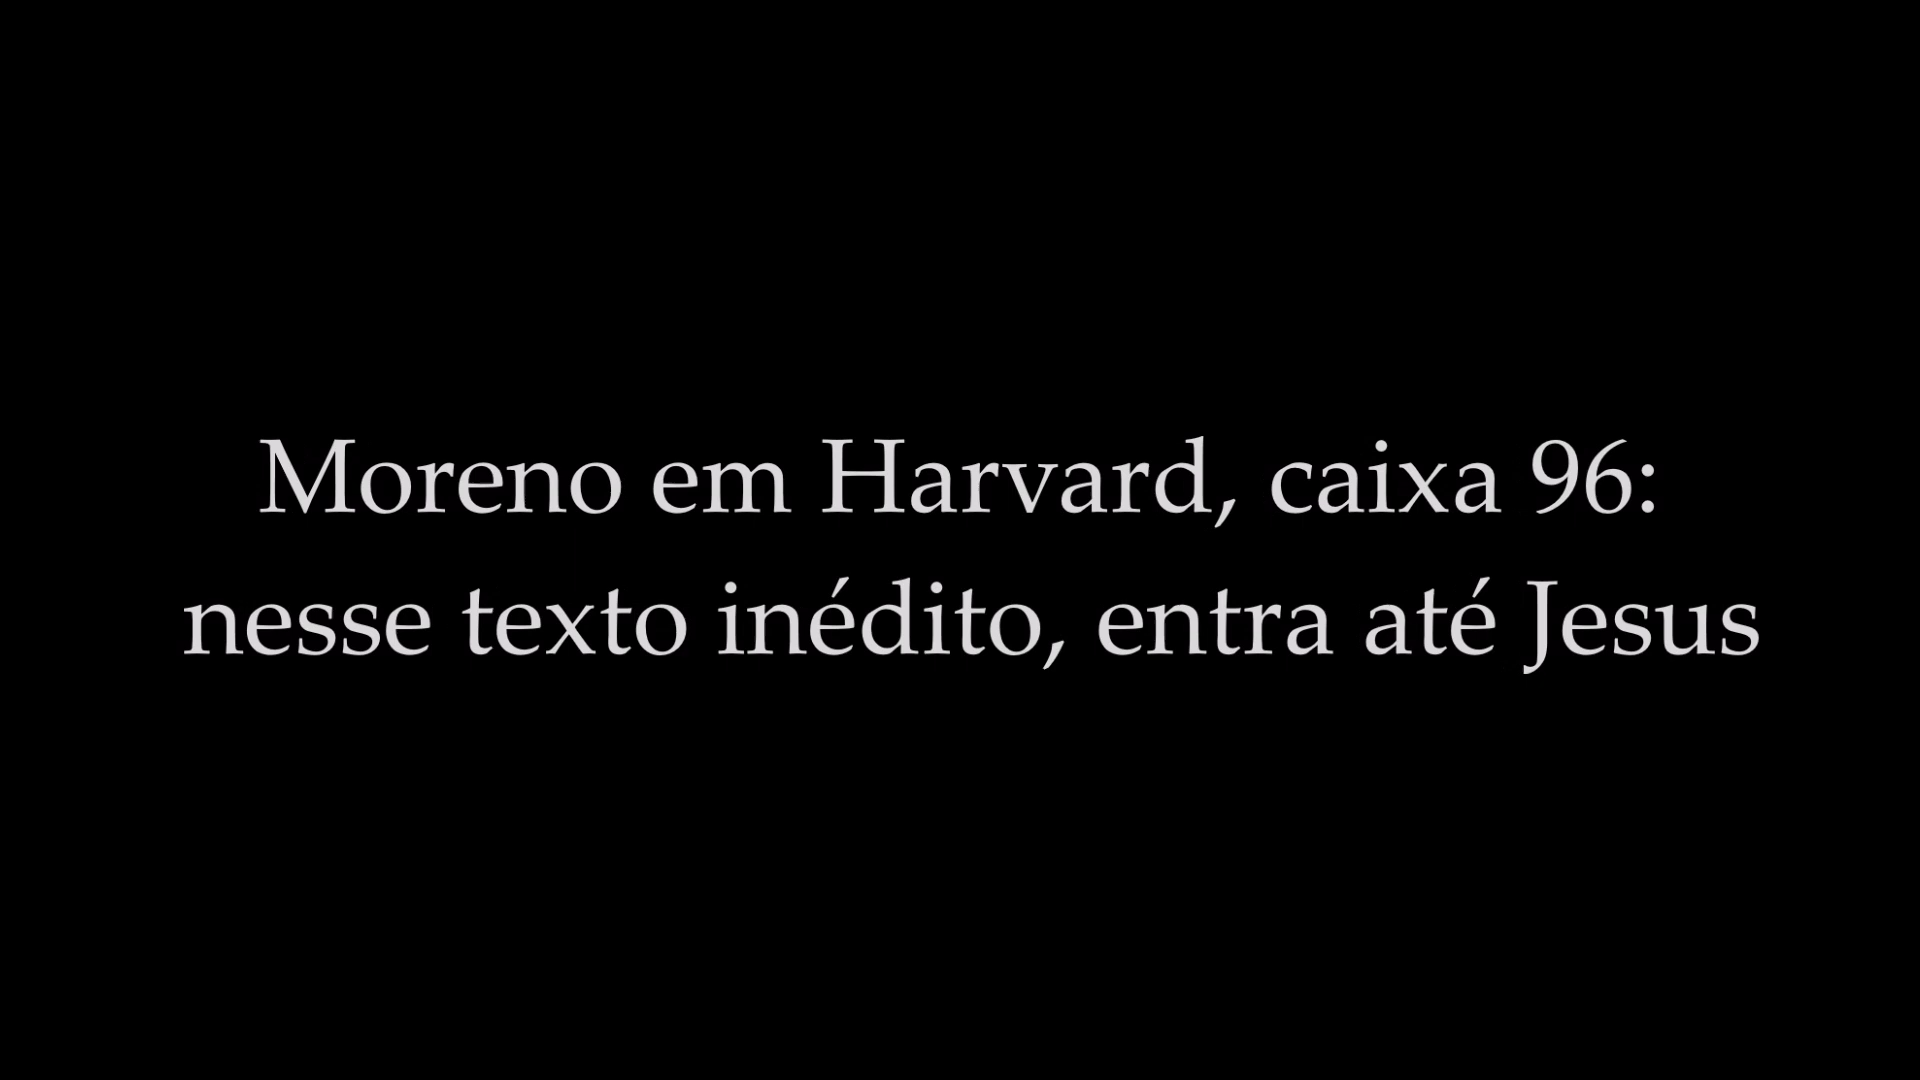 Moreno em Harvard, caixa 96:
nesse texto inédito, entra até Jesus